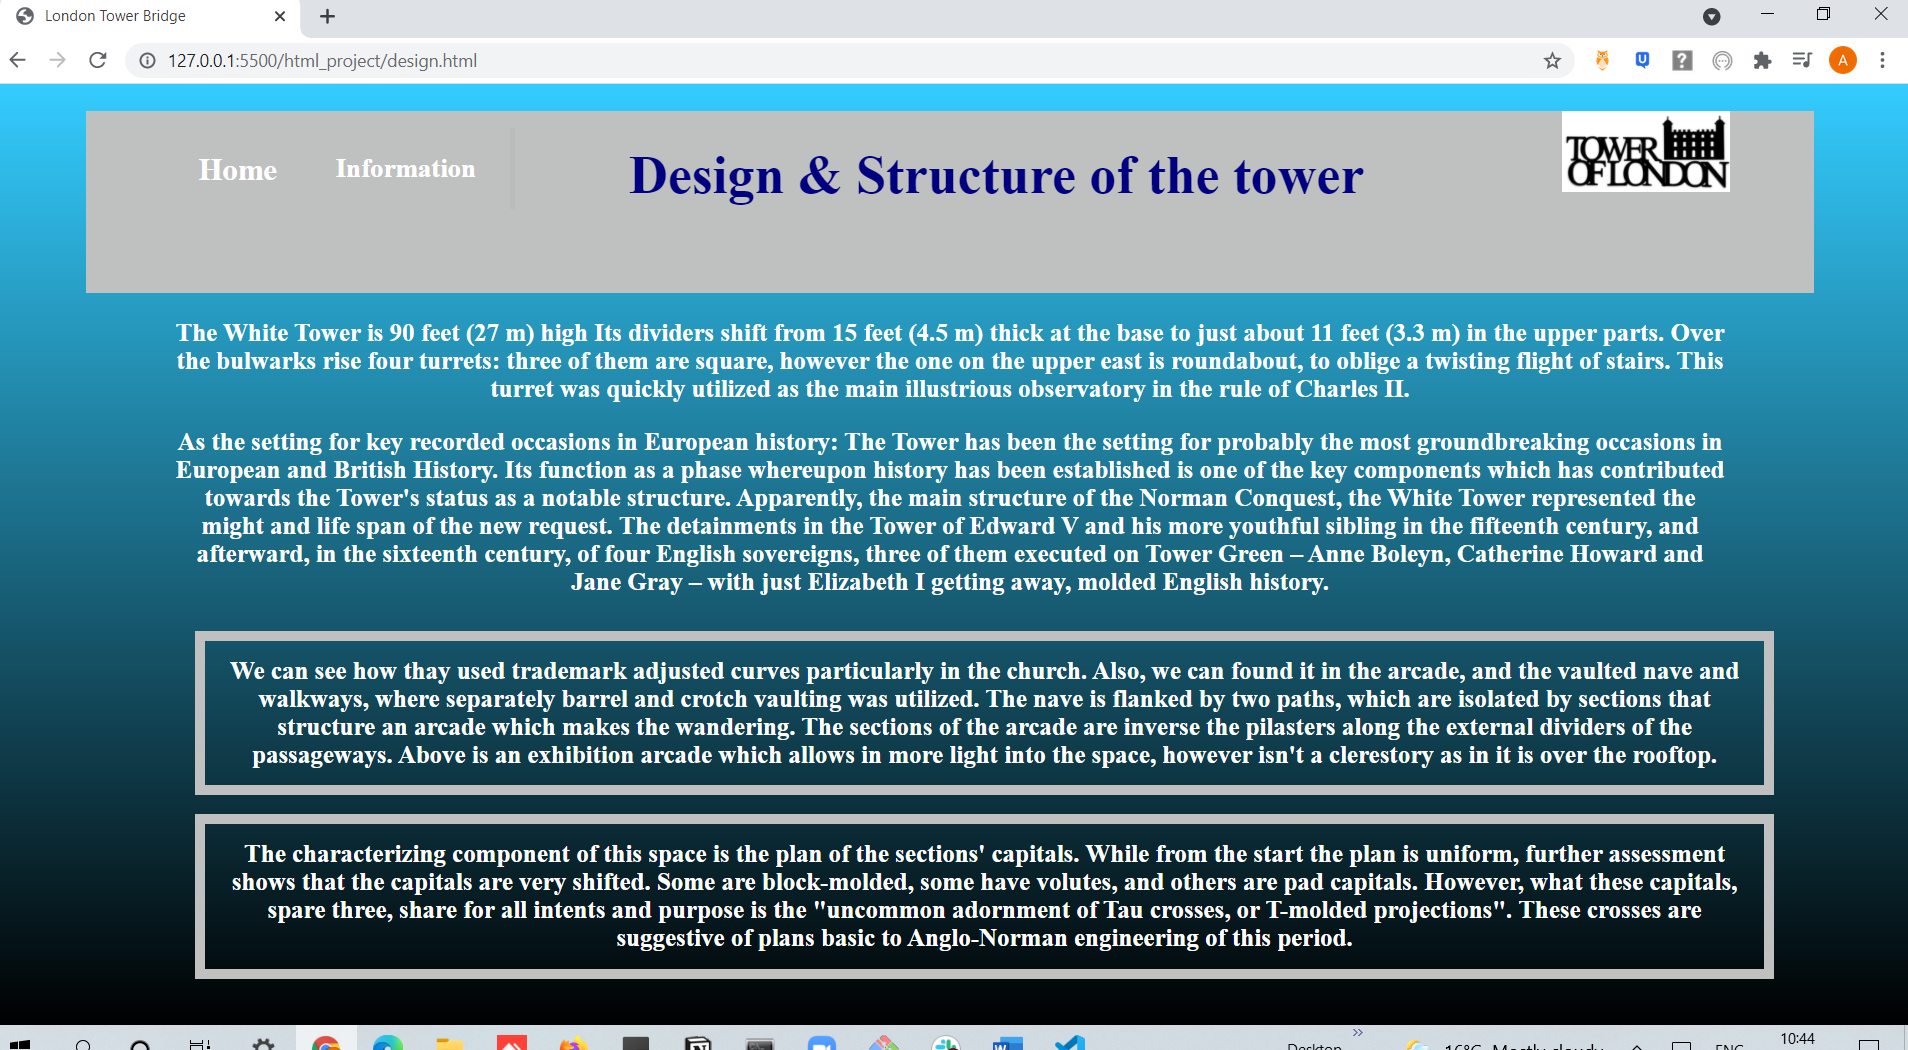 London Tower Bridge
127.0.0.1:5500/html_project/design.html
A
Home
Information
Design & Structure of the tower
TOWER
OF LONDON
The White Tower is 90 feet (27 m) high Its dividers shift from 15 feet (4.5 m) thick at the base to just about 11 feet (3.3 m) in the upper parts. Over
the bulwarks rise four turrets: three of them are square, however the one on the upper east is roundabout, to oblige a twisting flight of stairs. This
turret was quickly utilized as the main illustrious observatory in the rule of Charles II.
As the setting for key recorded occasions in European history: The Tower has been the setting for probably the most groundbreaking occasions in
European and British History. Its function as a phase whereupon history has been established is one of the key components which has contributed
towards the Tower's status as a notable structure. Apparently, the main structure of the Norman Conquest, the White Tower represented the
might and life span of the new request. The detainments in the Tower of Edward V and his more youthful sibling in the fifteenth century, and
afterward, in the sixteenth century, of four English sovereigns, three of them executed on Tower Green – Anne Boleyn, Catherine Howard and
Jane Gray – with just Elizabeth I getting away, molded English history.
We can see how thay used trademark adjusted curves particularly in the church. Also, we can found it in the arcade, and the vaulted nave and
walkways, where separately barrel and crotch vaulting was utilized. The nave is flanked by two paths, which are isolated by sections that
structure an arcade which makes the wandering. The sections of the arcade are inverse the pilasters along the external dividers of the
passageways. Above is an exhibition arcade which allows in more light into the space, however isn't a clerestory as in it is over the rooftop.
The characterizing component of this space is the plan of the sections' capitals. While from the start the plan is uniform, further assessment
shows that the capitals are very shifted. Some are block-molded, some have volutes, and others are pad capitals. However, what these capitals,
spare three, share for all intents and purpose is the "uncommon adornment of Tau crosses, or T-molded projections". These crosses are
suggestive of plans basic to Anglo-Norman engineering of this period.
Desktop
16°C Mostly cloudy
ENG
10:44